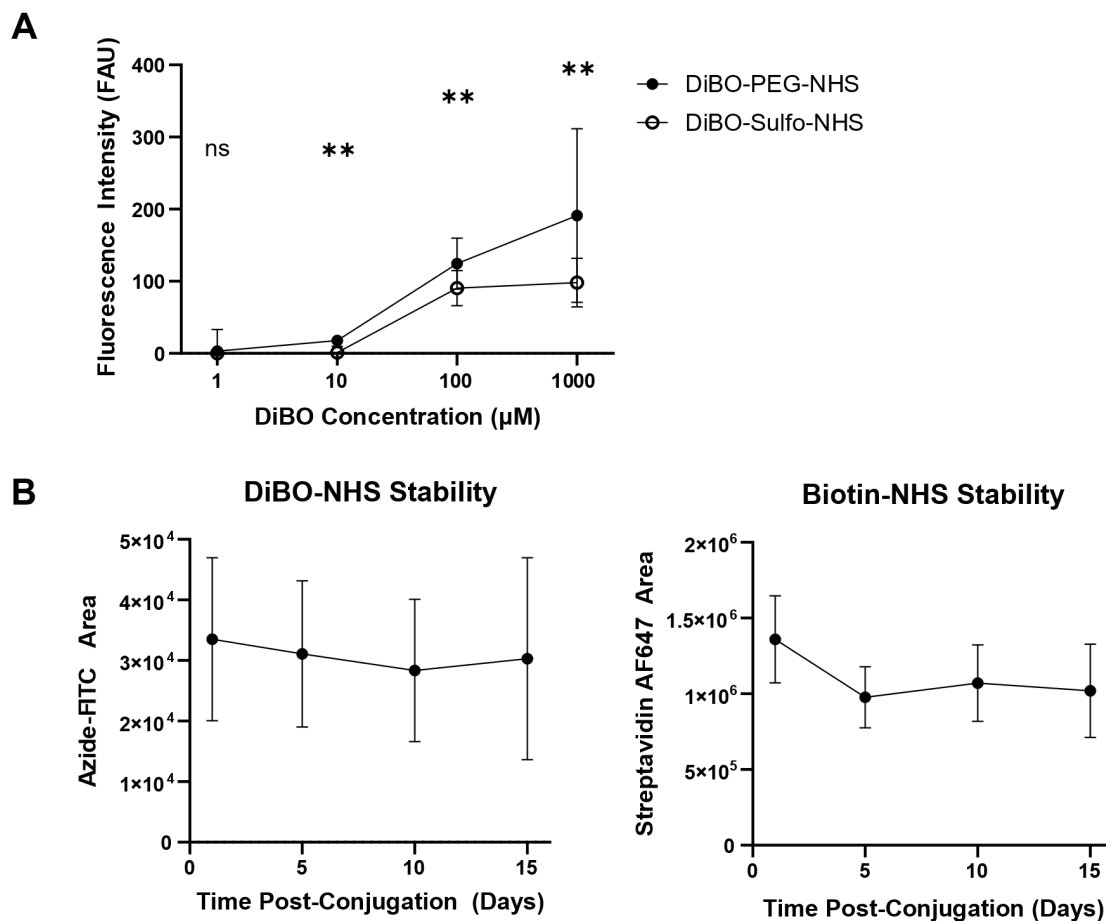 A
Fluorescence Intensity (FAU)
400
300
200
100
0
ns
**
**
**
1
10
100
1000
DiBO Concentration (µM)
DiBO-PEG-NHS
DiBO-Sulfo-NHS
B
DiBO-NHS Stability
Azide-FITC Area
5×10⁴
4×10⁴
3×10⁴
2×10⁴
1×10⁴
0
0
5
10
15
Time Post-Conjugation (Days)
Biotin-NHS Stability
Streptavidin AF647 Area
2×10⁶
1.5×10⁶
1×10⁶
5×10⁵
0
0
5
10
15
Time Post-Conjugation (Days)